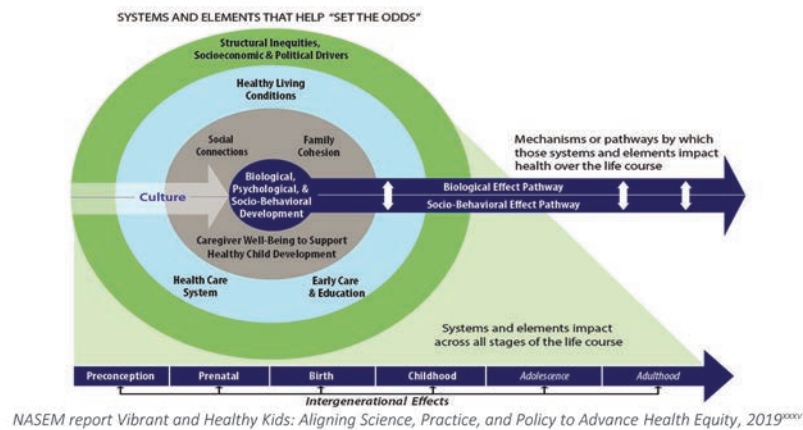 SYSTEMS AND ELEMENTS THAT HELP "SET THE ODDS"
Structural Inequities,
Socioeconomic & Political Drivers
Healthy Living
Conditions
Social
Connections
Family
Cohesion
Biological,
Psychological, &
Socio-Behavioral
Development
Culture
Caregiver Well-Being to Support
Healthy Child Development
Health Care
System
Early Care
& Education
Mechanisms or pathways by which
those systems and elements impact
health over the life course
Biological Effect Pathway
Socio-Behavioral Effect Pathway
Systems and elements impact
across all stages of the life course
Preconception
Prenatal
Birth
Childhood
Adolescence
Adulthood
Intergenerational Effects
NASEM report Vibrant and Healthy Kids: Aligning Science, Practice, and Policy to Advance Health Equity, 2019xxxv